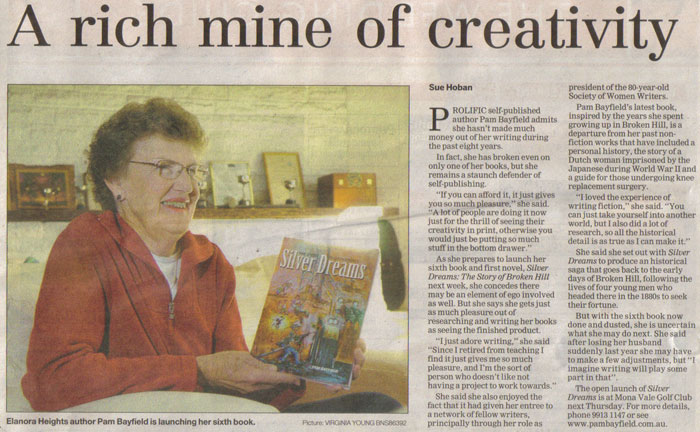 A rich mine of creativity
Silver Dreams
Elanora Heights author Pam Bayfield is launching her sixth book.
Picture: VIRGINIA YOUNG BNS86392
Sue Hoban
PROLIFIC self-published
author Pam Bayfield admits
she hasn't made much
money out of her writing during
the past eight years.
In fact, she has broken even on
only one of her books, but she
remains a staunch defender of
self-publishing.
"If you can afford it, it just gives
you so much pleasure," she said.
"A lot of people are doing it now
just for the thrill of seeing their
creativity in print, otherwise you
would just be putting so much
stuff in the bottom drawer."
As she prepares to launch her
sixth book and first novel, Silver
Dreams: The Story of Broken Hill
next week, she concedes there
may be an element of ego involved
as well. But she says she gets just
as much pleasure out of
researching and writing her books
as seeing the finished product.
"I just adore writing," she said
"Since I retired from teaching I
find it just gives me so much
pleasure, and I'm the sort of
person who doesn't like not
having a project to work towards."
She said she also enjoyed the
fact that it had given her entree to
a network of fellow writers,
principally through her role as
president of the 80-year-old
Society of Women Writers.
Pam Bayfield's latest book,
inspired by the years she spent
growing up in Broken Hill, is a
departure from her past non-
fiction works that have included a
personal history, the story of a
Dutch woman imprisoned by the
Japanese during World War II and
a guide for those undergoing knee
replacement surgery.
"I loved the experience of
writing fiction," she said. "You
can just take yourself into another
world, but I also did a lot of
research, so all the historical
detail is as true as I can make it."
She said she set out with Silver
Dreams to produce an historical
saga that goes back to the early
days of Broken Hill, following the
lives of four young men who
headed there in the 1880s to seek
their fortune.
But with the sixth book now
done and dusted, she is uncertain
what she may do next. She said
after losing her husband
suddenly last year she may have
to make a few adjustments, but "I
imagine writing will play some
part in that".
The open launch of Silver
Dreams is at Mona Vale Golf Club
next Thursday. For more details,
phone 9913 1147 or see
www.pambayfield.com.au.